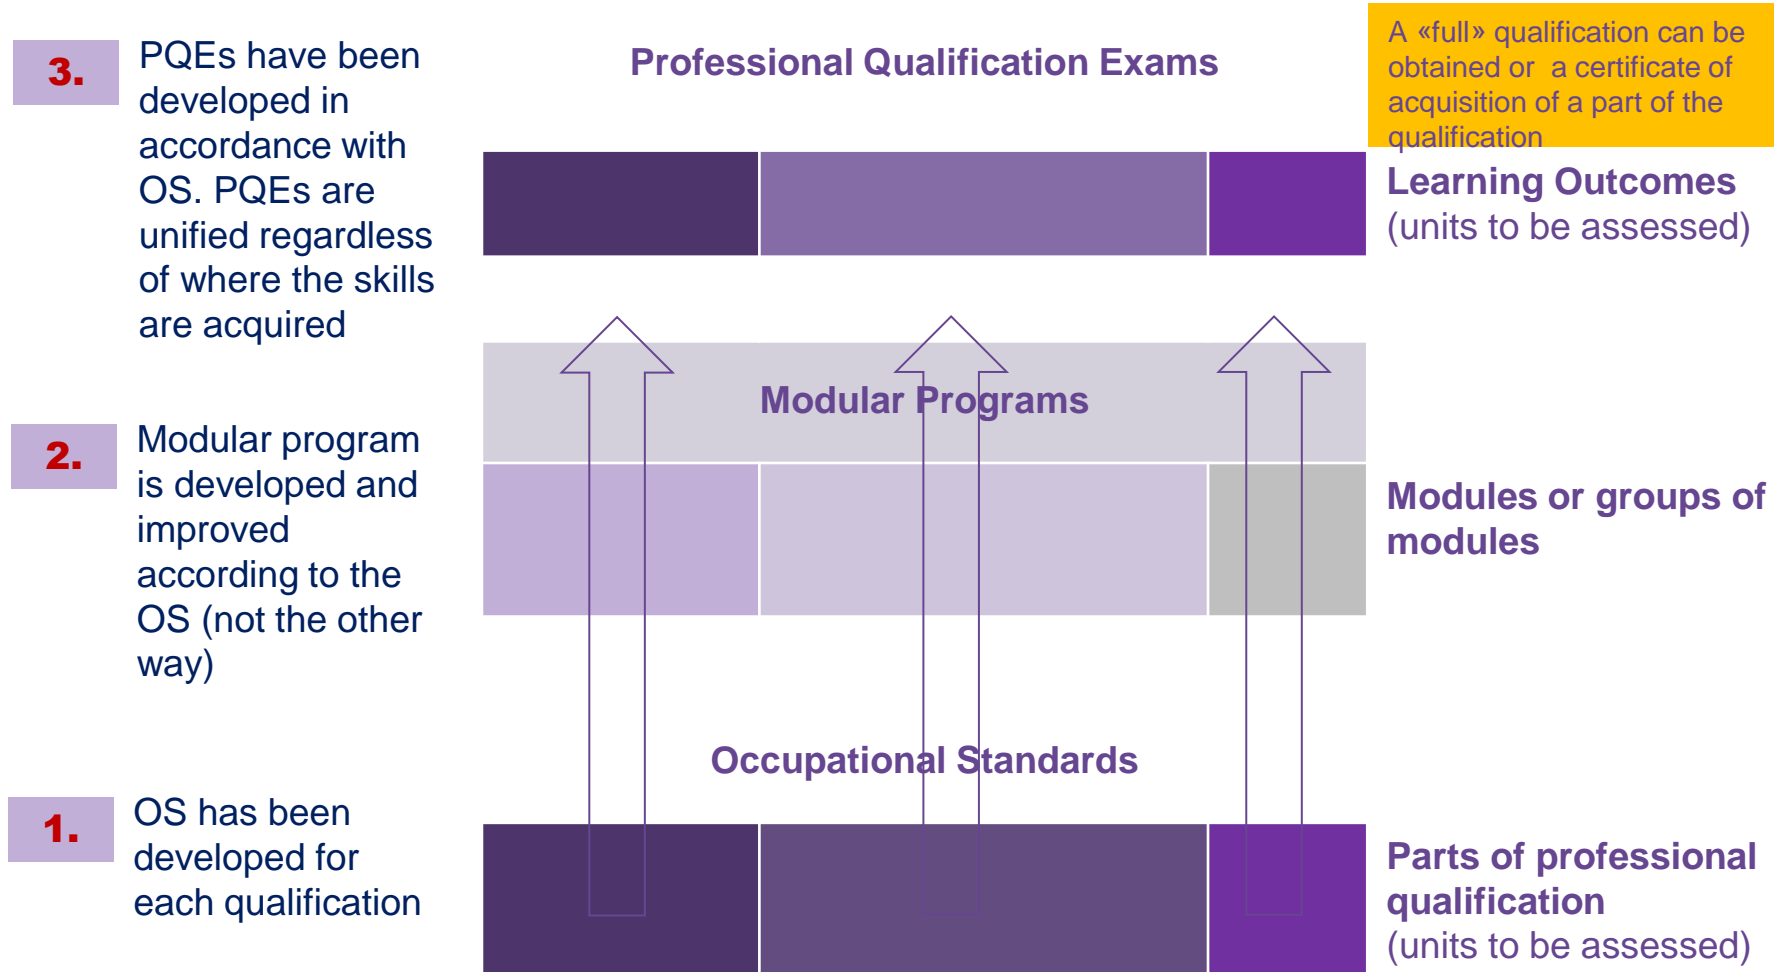 3.
PQEs have been
developed in
accordance with
OS. PQEs are
unified regardless
of where the skills
are acquired
Professional Qualification Exams
A «full» qualification can be
obtained or a certificate of
acquisition of a part of the
qualification
Learning Outcomes
(units to be assessed)
2.
Modular program
is developed and
improved
according to the
OS (not the other
way)
Modular Programs
Modules or groups of
modules
1.
OS has been
developed for
each qualification
Occupational Standards
Parts of professional
qualification
(units to be assessed)